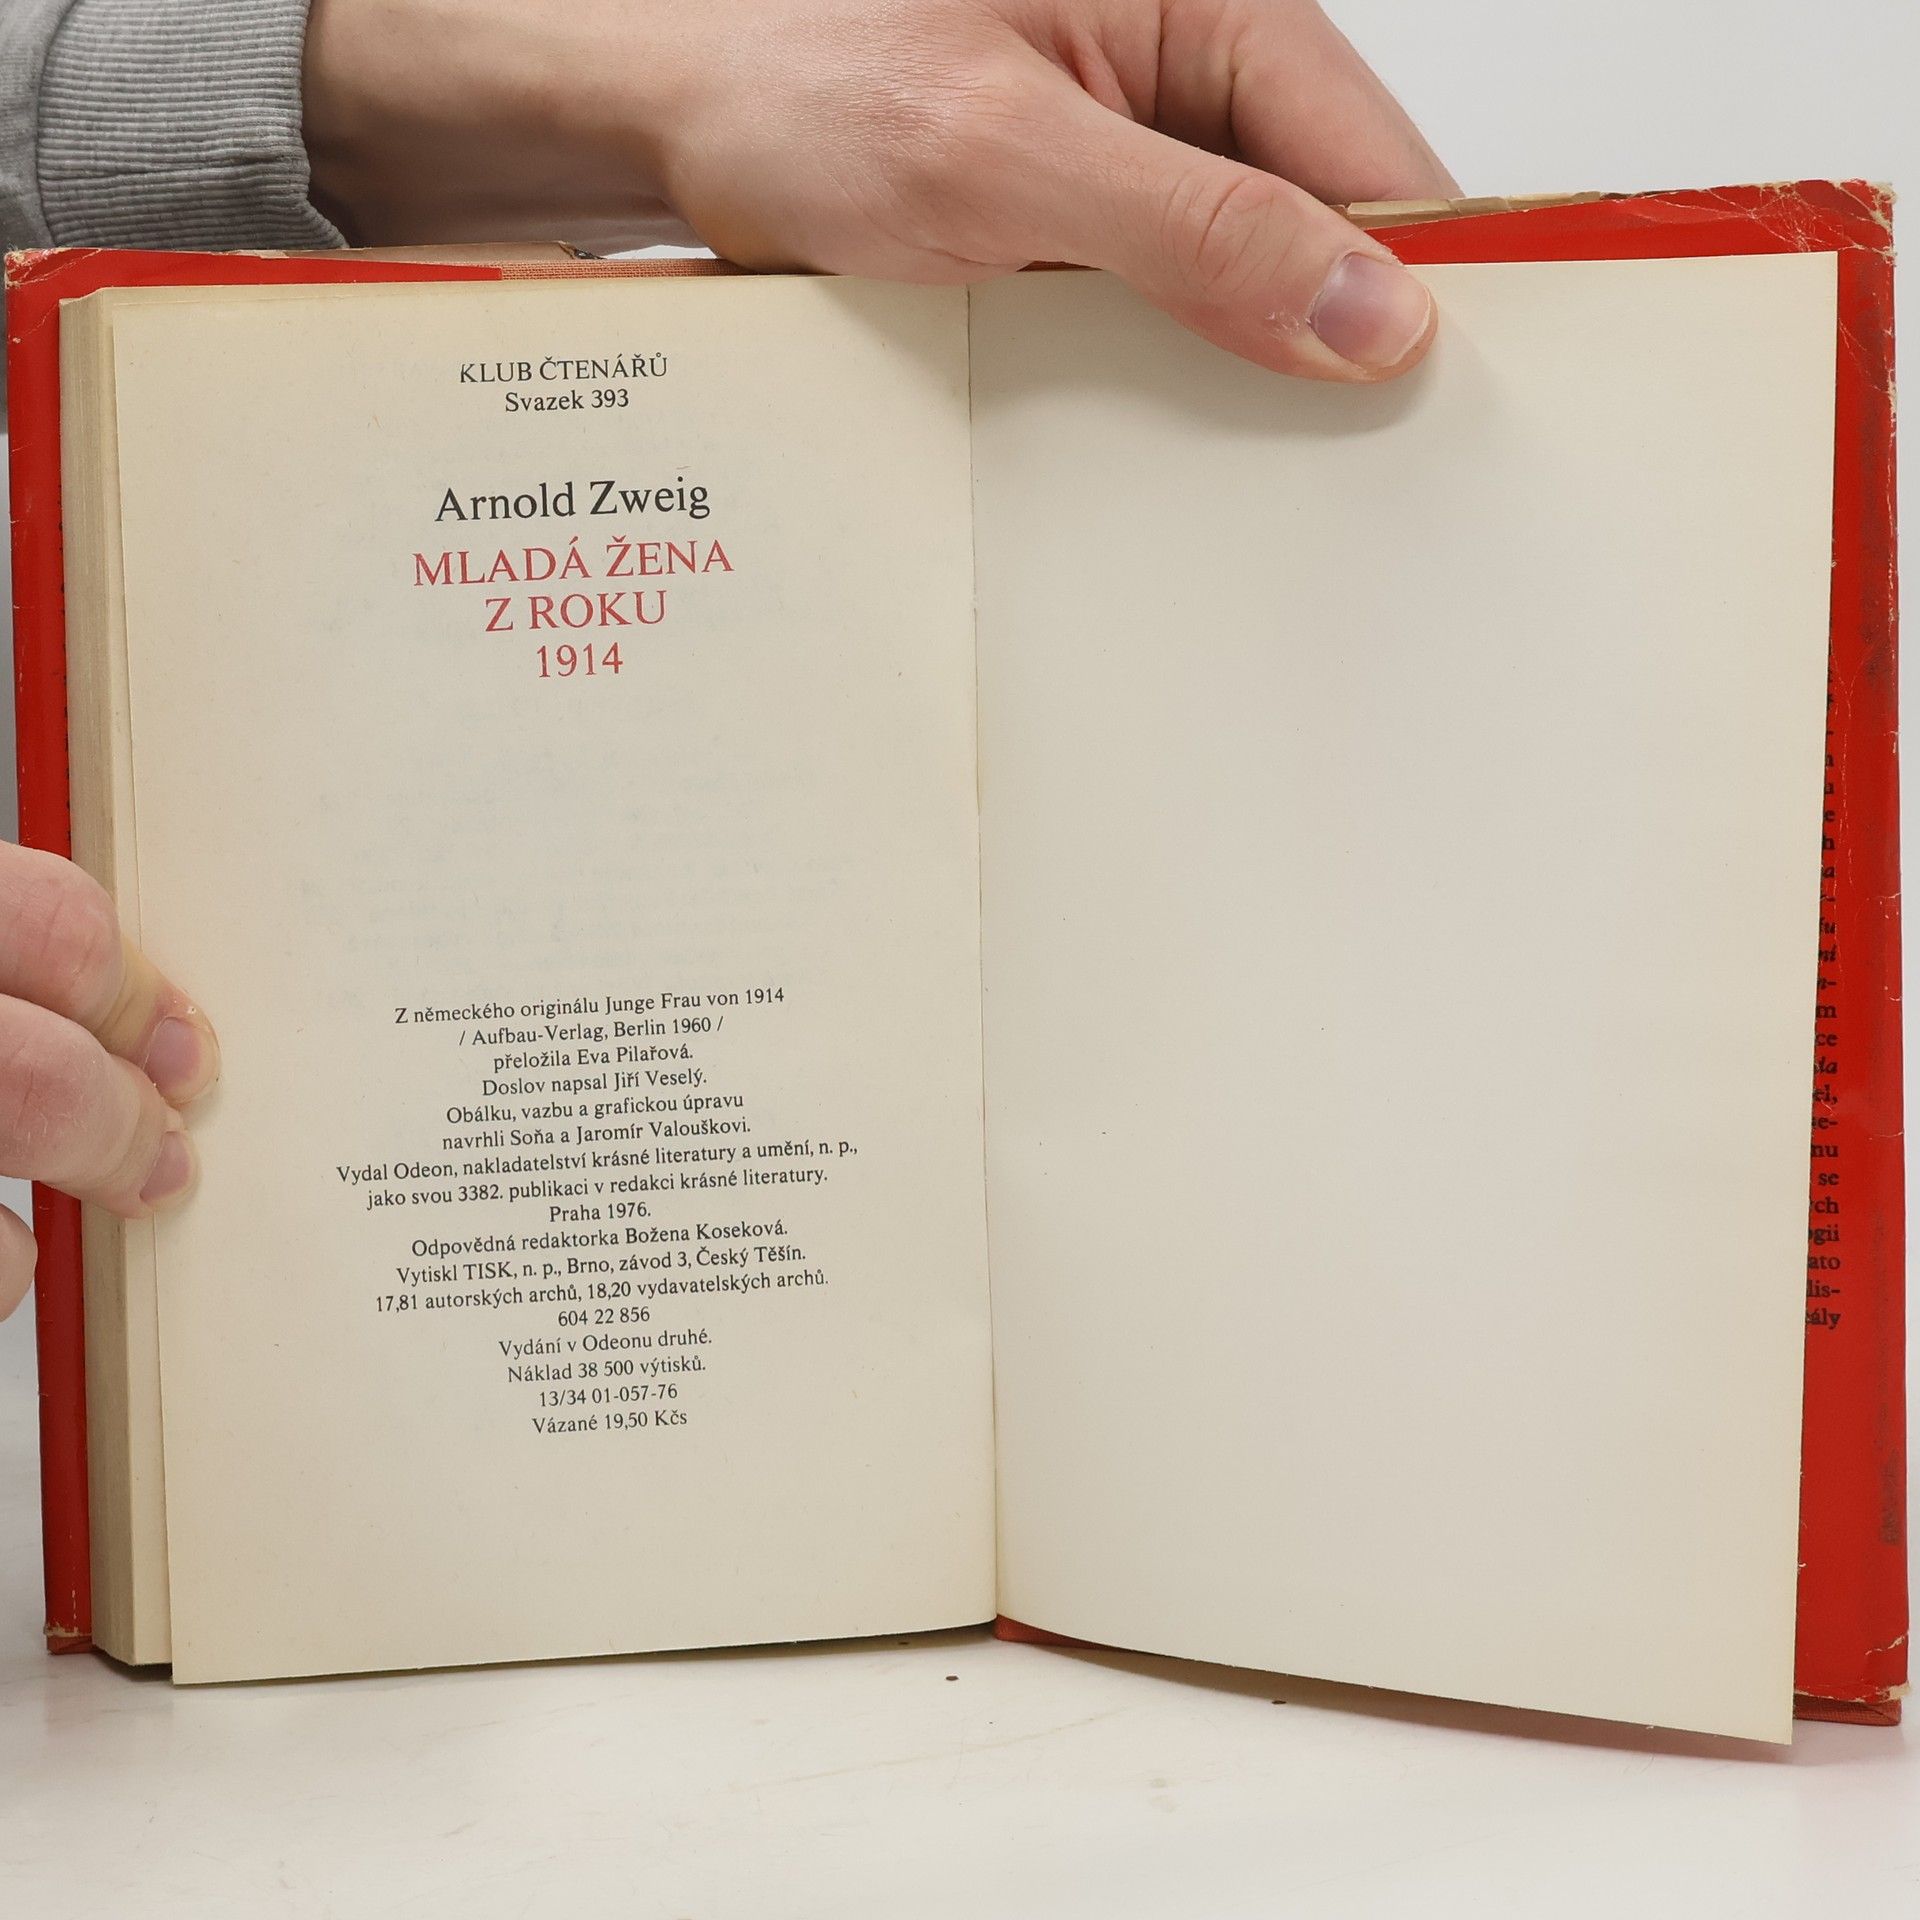 KLUB ČTENÁŘŮ
Svazek 393
Arnold Zweig
MLADÁ ŽENA
Z ROKU
1914
Z německého originálu Junge Frau von 1914
/ Aufbau-Verlag, Berlin 1960 /
přeložila Eva Pilařová.
Doslov napsal Jiří Veselý.
Obálku, vazbu a grafickou úpravu
navrhli Soňa a Jaromír Valouškovi.
Vydal Odeon, nakladatelství krásné literatury a umění, n. p.,
jako svou 3382. publikaci v redakci krásné literatury.
Praha 1976.
Odpovědná redaktorka Božena Koseková.
Vytiskl TISK, n. p., Brno, závod 3, Český Těšín.
17,81 autorských archů, 18,20 vydavatelských archů.
604 22 856
Vydání v Odeonu druhé.
Náklad 38 500 výtisků.
13/34 01-057-76
Vázané 19,50 Kčs